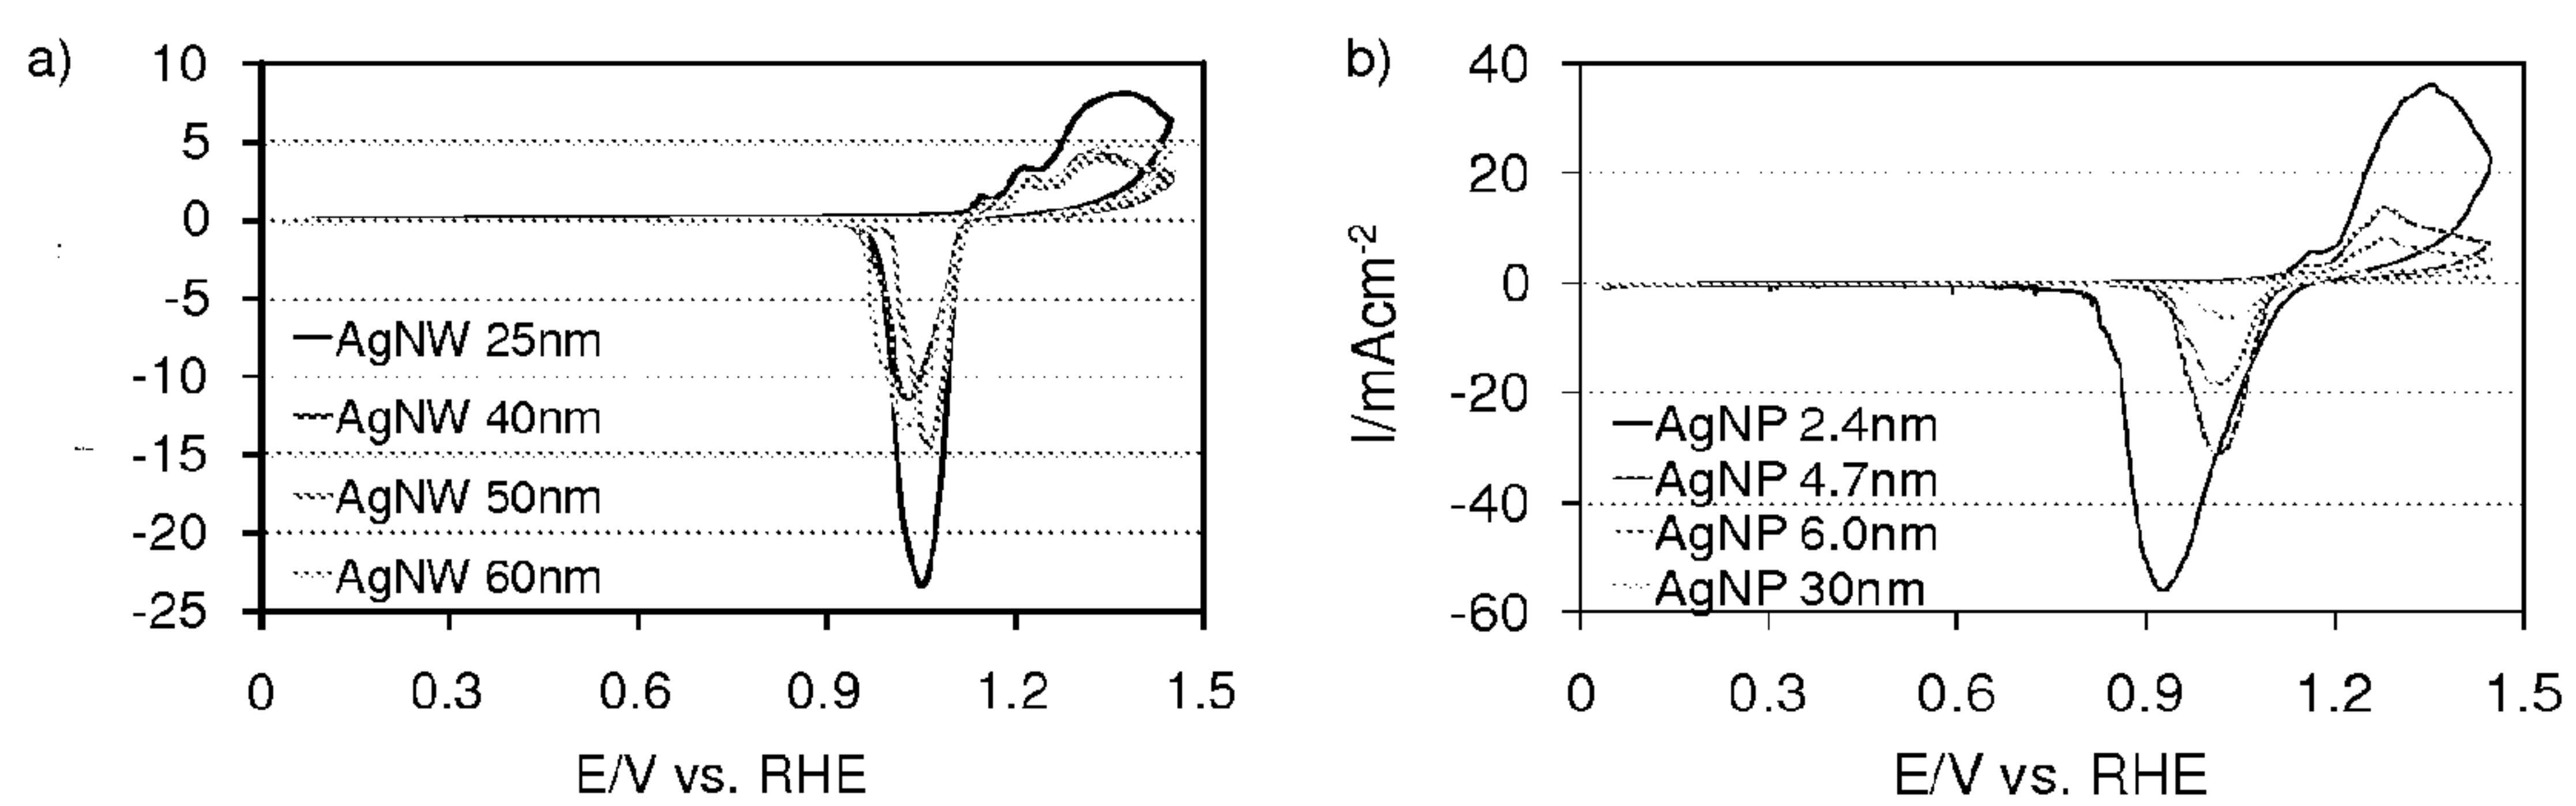 a)
10
5
0
-5
-10
-15
-20
-25
AgNW 25nm
AgNW 40nm
AgNW 50nm
AgNW 60nm
0 0.3 0.6 0.9 1.2 1.5
E/V vs. RHE
b)
I/mAcm-2
40
20
0
-20
-40
-60
AgNP 2.4nm
AgNP 4.7nm
AgNP 6.0nm
AgNP 30nm
0 0.3 0.6 0.9 1.2 1.5
E/V vs. RHE